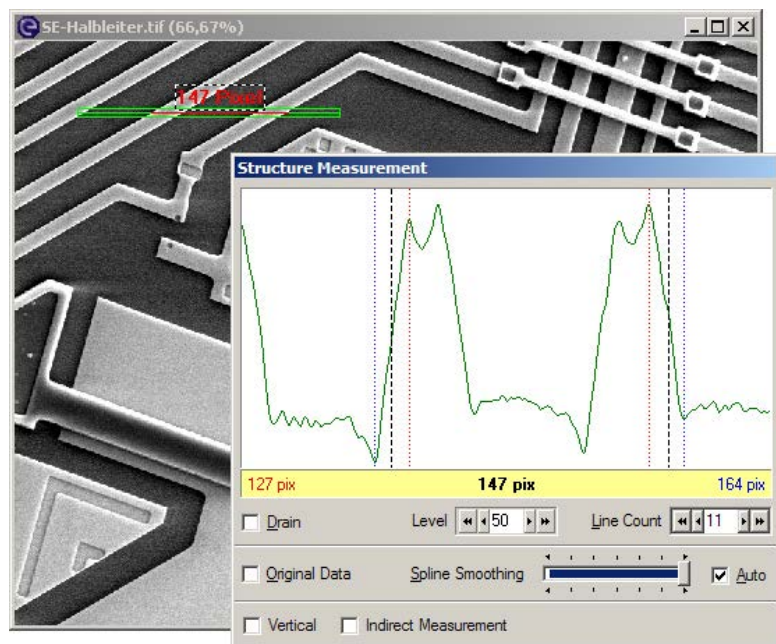 SE-Halbleiter.tif (66,67%)
147 Pixel
Structure Measurement
127 pix 147 pix 164 pix
Drain Level 50 Line Count 11
Original Data Spline Smoothing Auto
Vertical Indirect Measurement